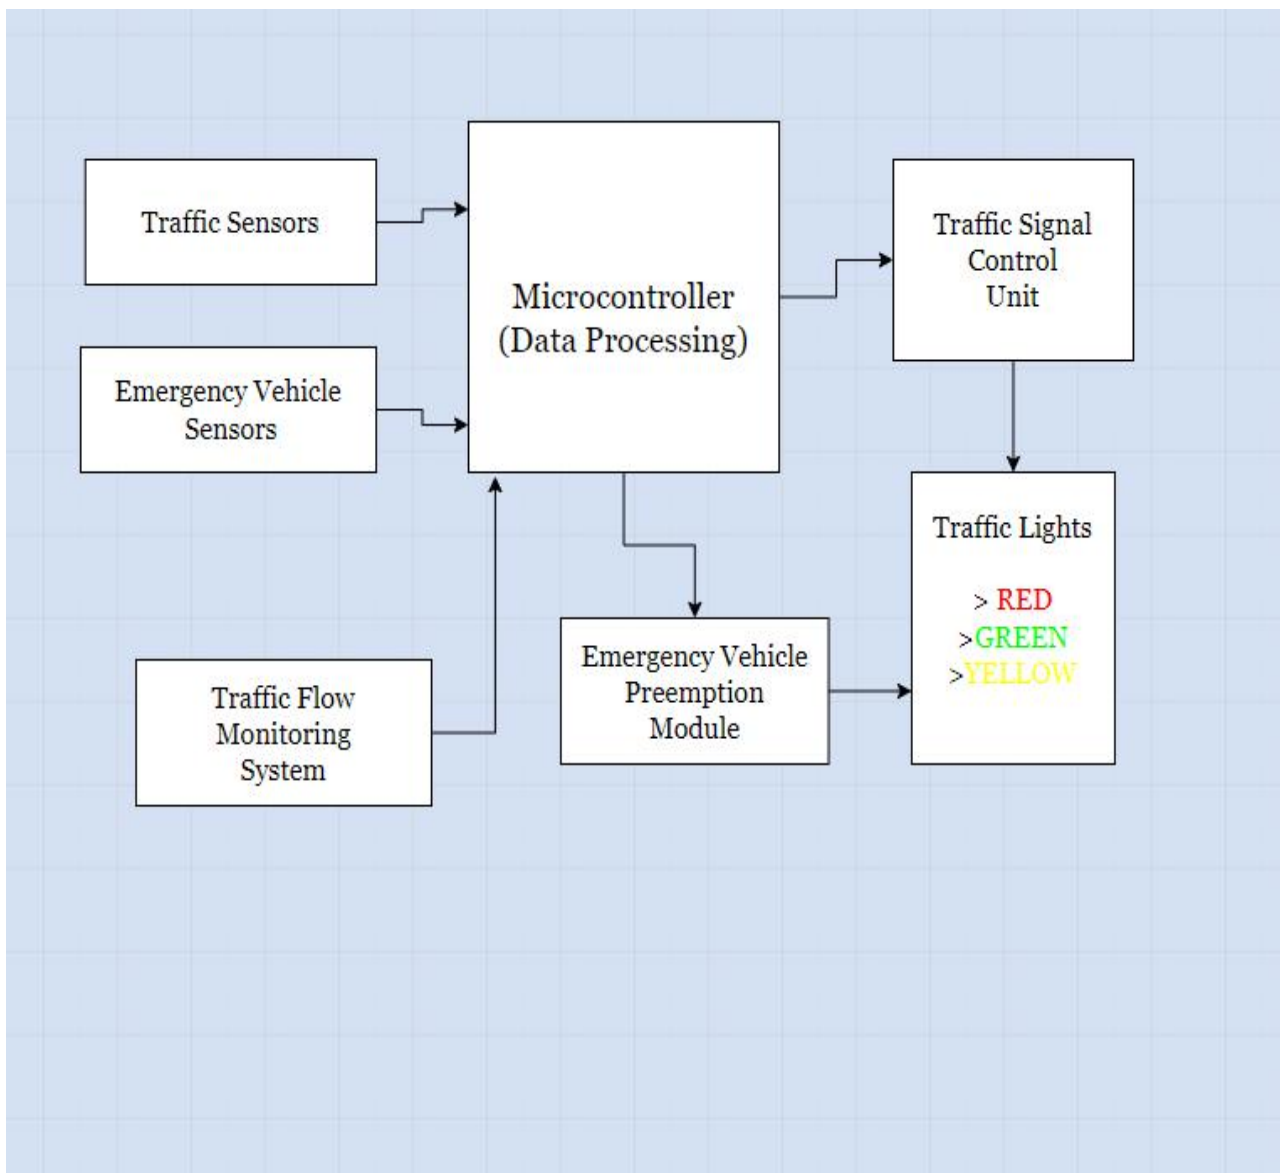 Traffic Sensors
Microcontroller
(Data Processing)
Traffic Signal
Control
Unit
Emergency Vehicle
Sensors
Traffic Lights
> RED
>GREEN
>YELLOW
Emergency Vehicle
Preemption
Module
Traffic Flow
Monitoring
System